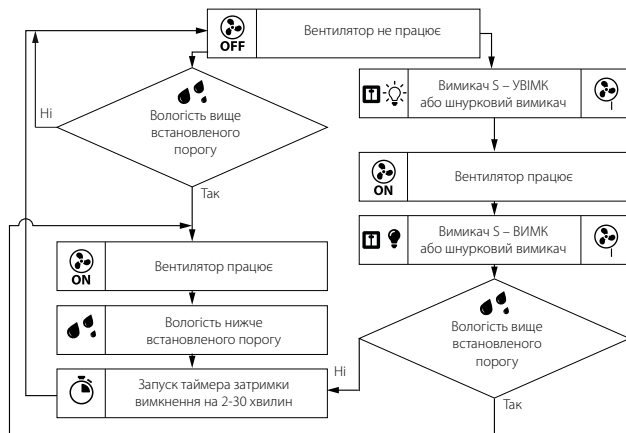 OFF
Вентилятор не працює
Вологість вище
встановленого
порогу
Ні
Так
Вимикач S – УВІМК
або шнурковий вимикач
ON
Вентилятор працює
Вимикач S – ВИМК
або шнурковий вимикач
ON
Вентилятор працює
Вологість нижче
встановленого порогу
Запуск таймера затримки
вимкнення на 2-30 хвилин
Вологість вище
встановленого
порогу
Ні
Так